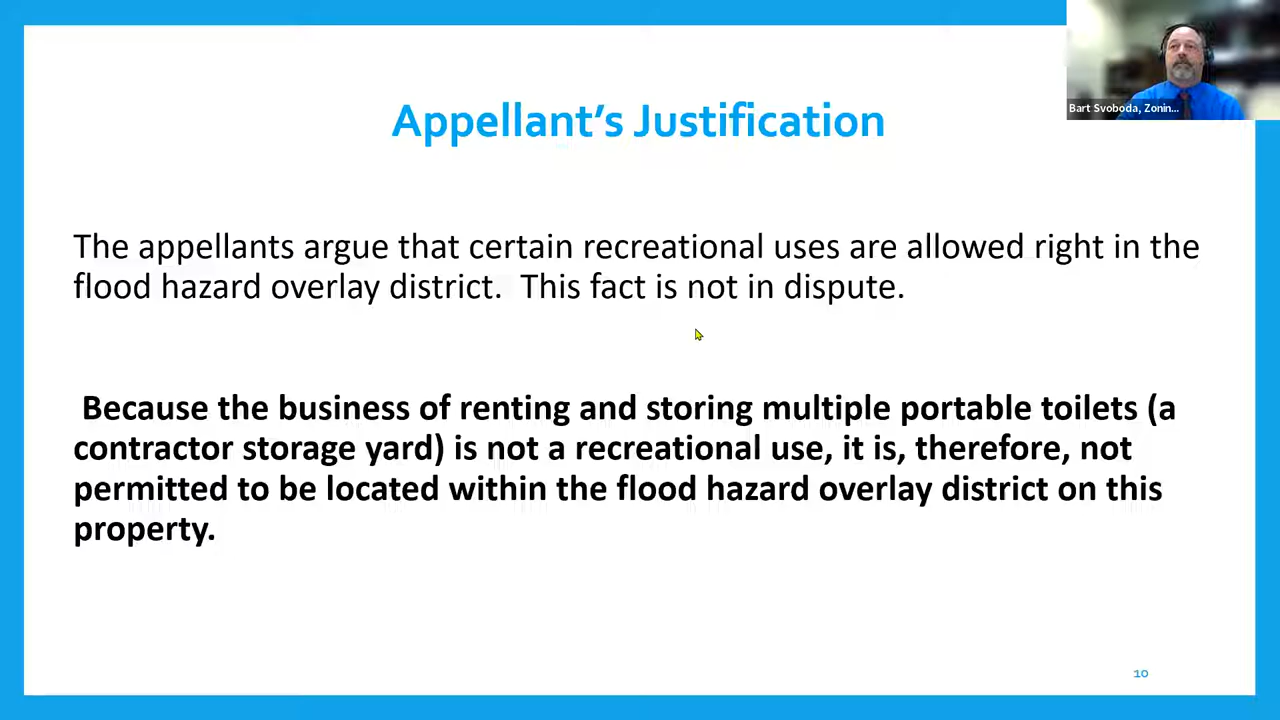 Bart Svoboda, Zonin...
Appellant's Justification
The appellants argue that certain recreational uses are allowed right in the
flood hazard overlay district.  This fact is not in dispute.
Because the business of renting and storing multiple portable toilets (a
contractor storage yard) is not a recreational use, it is, therefore, not
permitted to be located within the flood hazard overlay district on this
property.
10